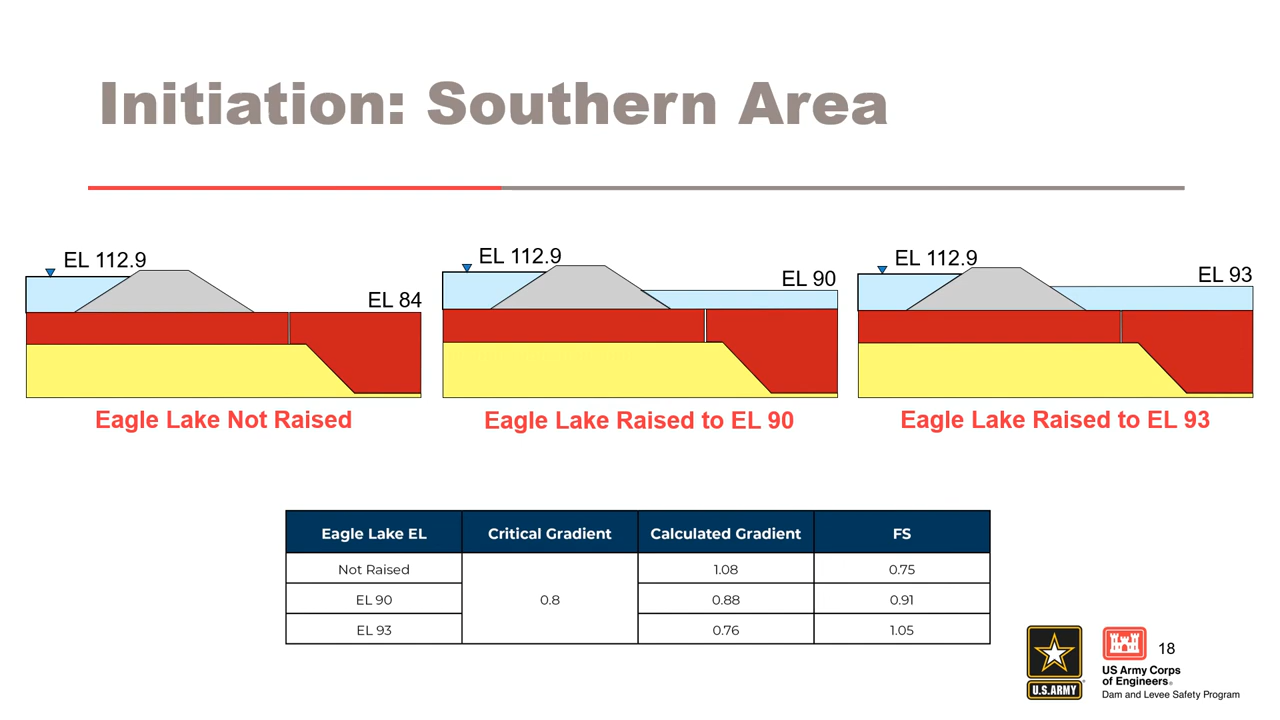 Initiation: Southern Area
EL 112.9
EL 84
EL 112.9
EL 90
EL 112.9
EL 93
Eagle Lake Not Raised
Eagle Lake Raised to EL 90
Eagle Lake Raised to EL 93
Eagle Lake EL Critical Gradient Calculated Gradient FS
Not Raised 1.08 0.75
EL 90 0.8 0.88 0.91
EL 93 0.76 1.05
U.S.ARMY
18
US Army Corps
of Engineers®
Dam and Levee Safety Program